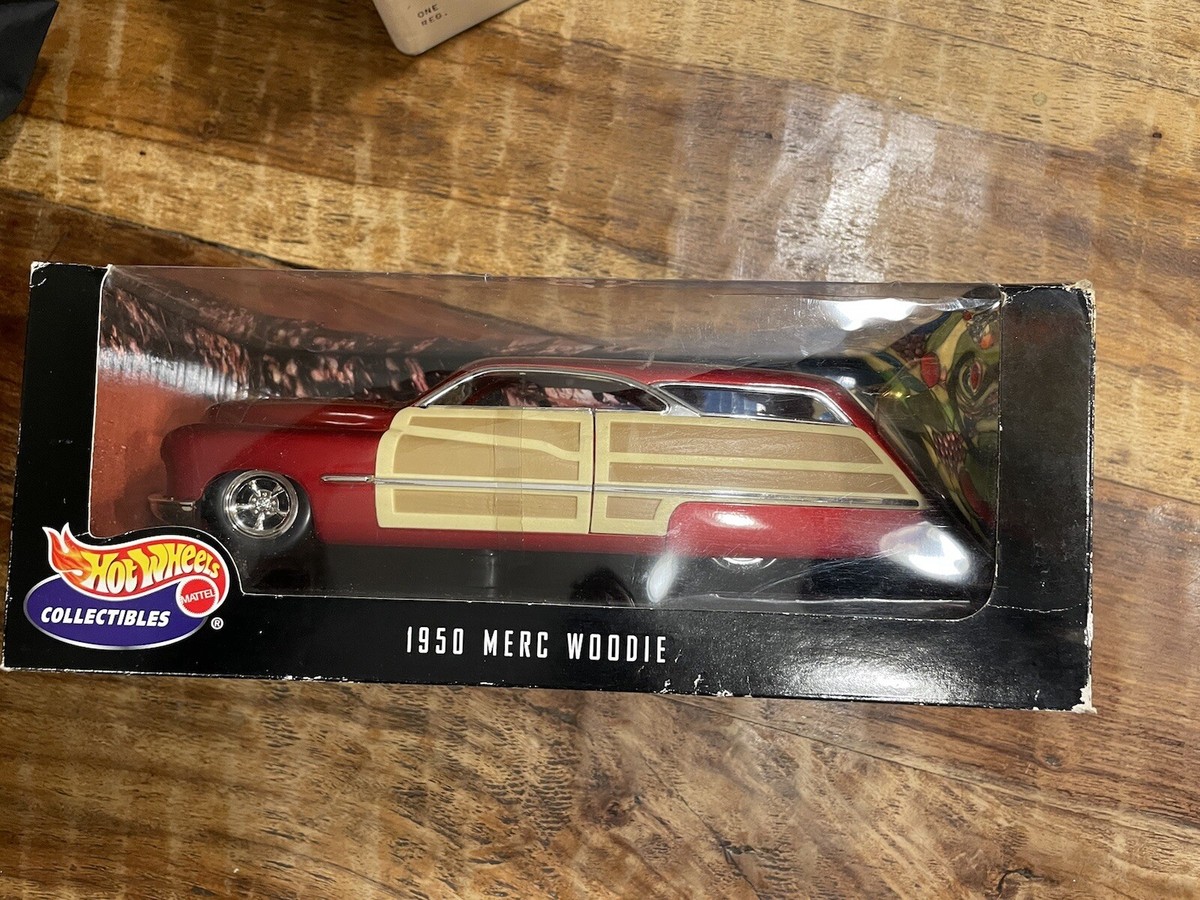 ONE
REG.
HOT WHEELS
MATTEL
COLLECTIBLES ®
1950 MERC WOODIE